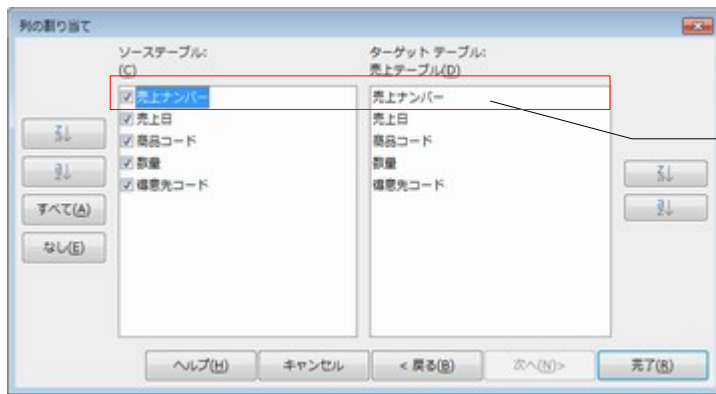 列の割り当て
ソーステーブル:
(C)
ターゲット テーブル:
売上テーブル(D)
売上ナンバー
売上日
商品コード
数量
得意先コード
売上ナンバー
売上日
商品コード
数量
得意先コード
すべて(A)
なし(E)
ヘルプ(H)
キャンセル
< 戻る(B)
次へ(N)>
完了(R)